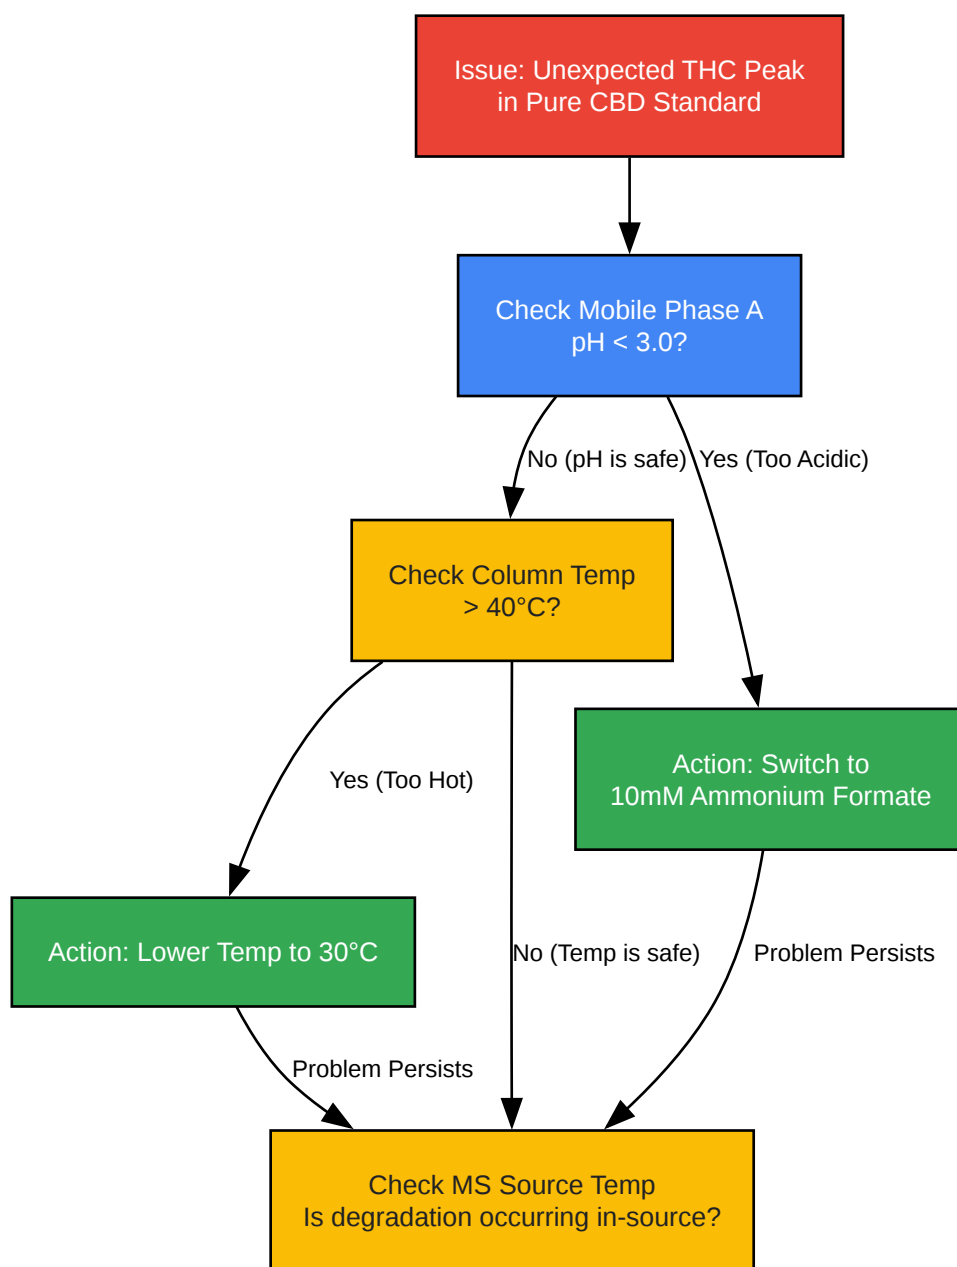 Issue: Unexpected THC Peak
in Pure CBD Standard
Check Mobile Phase A
pH < 3.0?
No (pH is safe)
Yes (Too Acidic)
Check Column Temp
> 40°C?
Action: Switch to
10mM Ammonium Formate
Yes (Too Hot)
Action: Lower Temp to 30°C
No (Temp is safe)
Problem Persists
Problem Persists
Check MS Source Temp
Is degradation occurring in-source?